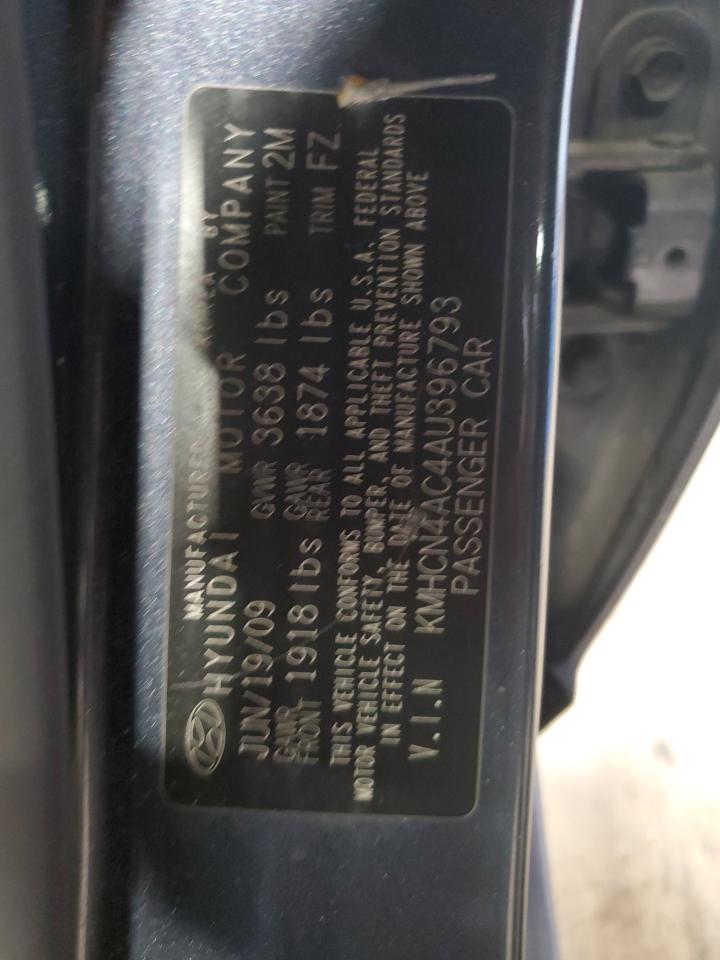 MANUFACTURED KOREA BY
HYUNDAI MOTOR COMPANY
JUN/19/09 GVWR 3638 lbs PAINT 2M
GAWR FRONT 1918 lbs GAWR REAR 1874 lbs TRIM FZ
THIS VEHICLE CONFORMS TO ALL APPLICABLE U.S.A. FEDERAL
MOTOR VEHICLE SAFETY, BUMPER, AND THEFT PREVENTION STANDARDS
IN EFFECT ON THE DATE OF MANUFACTURE SHOWN ABOVE
V.I.N KMHCN4AC4AU396793
PASSENGER CAR